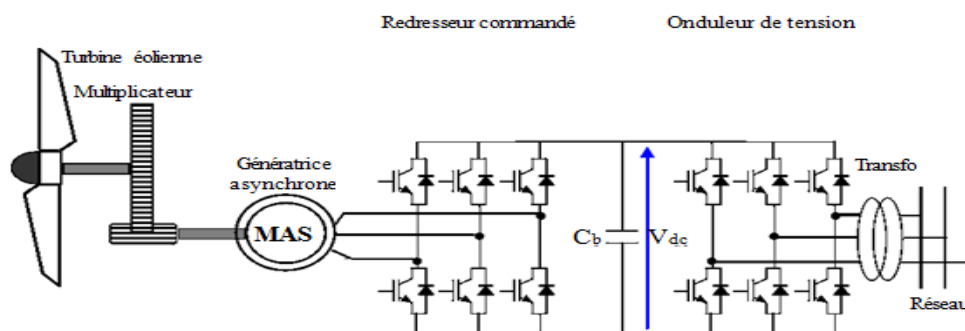 Redresseur commandé
Onduleur de tension
Turbine éolienne
Multiplicateur
Génératrice
asynchrone
MAS
Cb
Vdc
Transfo
Réseau